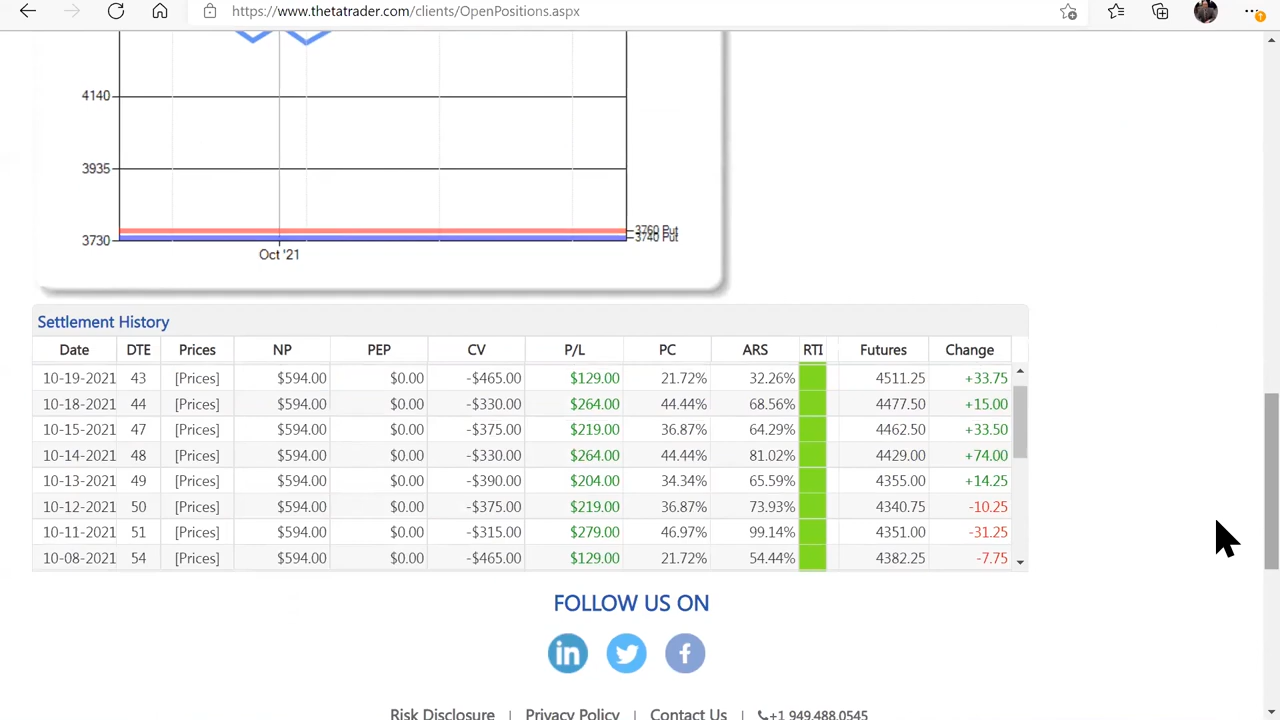 https://www.thetatrader.com/clients/OpenPositions.aspx
4140
3935
3760 Put
3740 Put
3730
Oct '21
Settlement History
Date DTE Prices NP PEP CV P/L PC ARS RTI Futures Change
10-19-2021 43 [Prices] $594.00 $0.00 -$465.00 $129.00 21.72% 32.26% 4511.25 +33.75
10-18-2021 44 [Prices] $594.00 $0.00 -$330.00 $264.00 44.44% 68.56% 4477.50 +15.00
10-15-2021 47 [Prices] $594.00 $0.00 -$375.00 $219.00 36.87% 64.29% 4462.50 +33.50
10-14-2021 48 [Prices] $594.00 $0.00 -$330.00 $264.00 44.44% 81.02% 4429.00 +74.00
10-13-2021 49 [Prices] $594.00 $0.00 -$390.00 $204.00 34.34% 65.59% 4355.00 +14.25
10-12-2021 50 [Prices] $594.00 $0.00 -$375.00 $219.00 36.87% 73.93% 4340.75 -10.25
10-11-2021 51 [Prices] $594.00 $0.00 -$315.00 $279.00 46.97% 99.14% 4351.00 -31.25
10-08-2021 54 [Prices] $594.00 $0.00 -$465.00 $129.00 21.72% 54.44% 4382.25 -7.75
FOLLOW US ON
Risk Disclosure | Privacy Policy | Contact Us | +1 949.488.0545